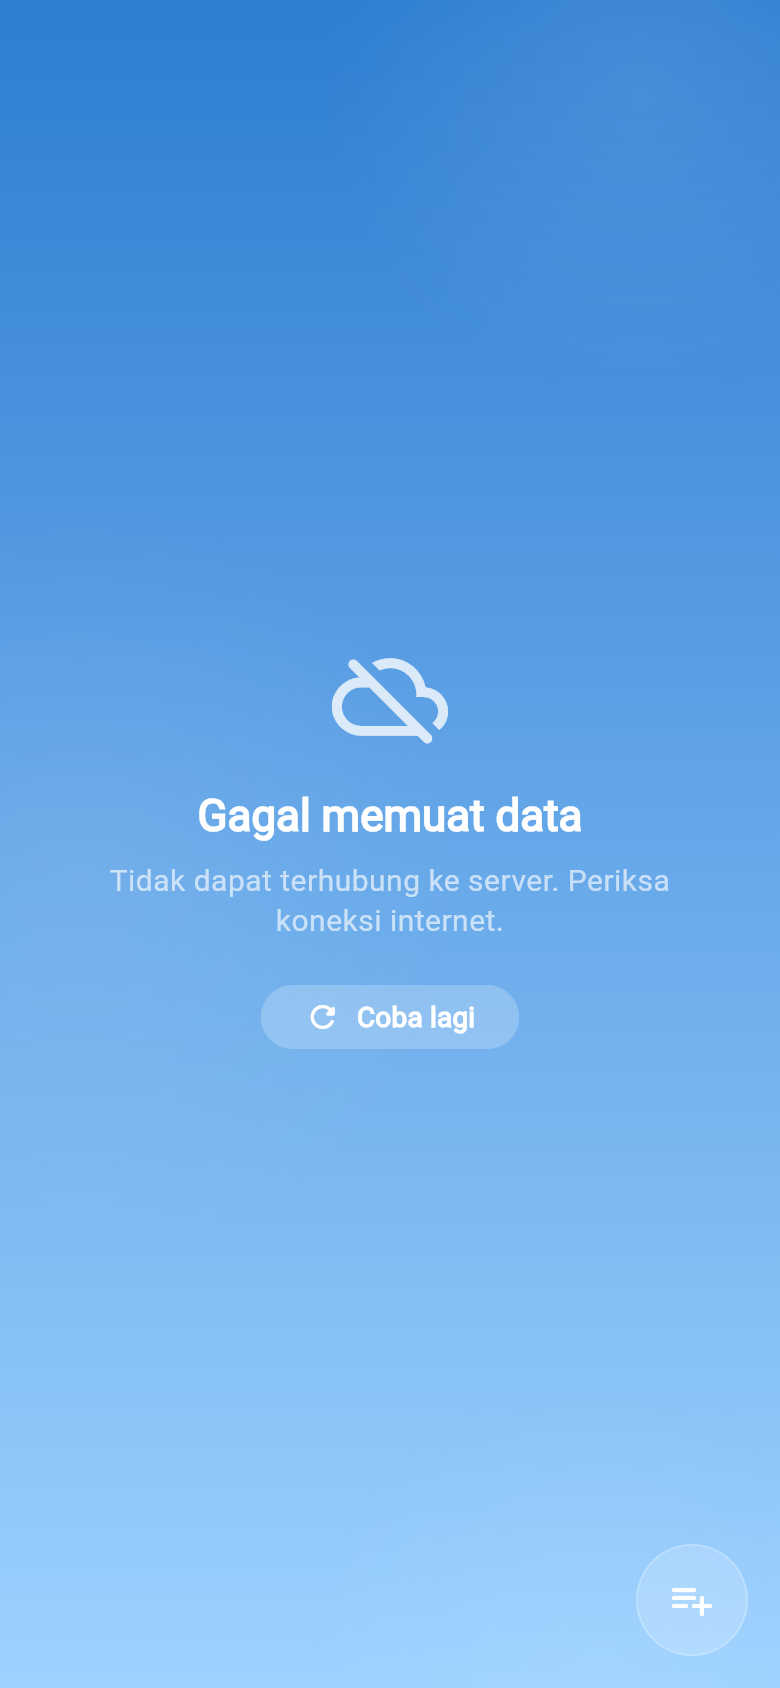 Gagal memuat data
Tidak dapat terhubung ke server. Periksa
koneksi internet.
Coba lagi